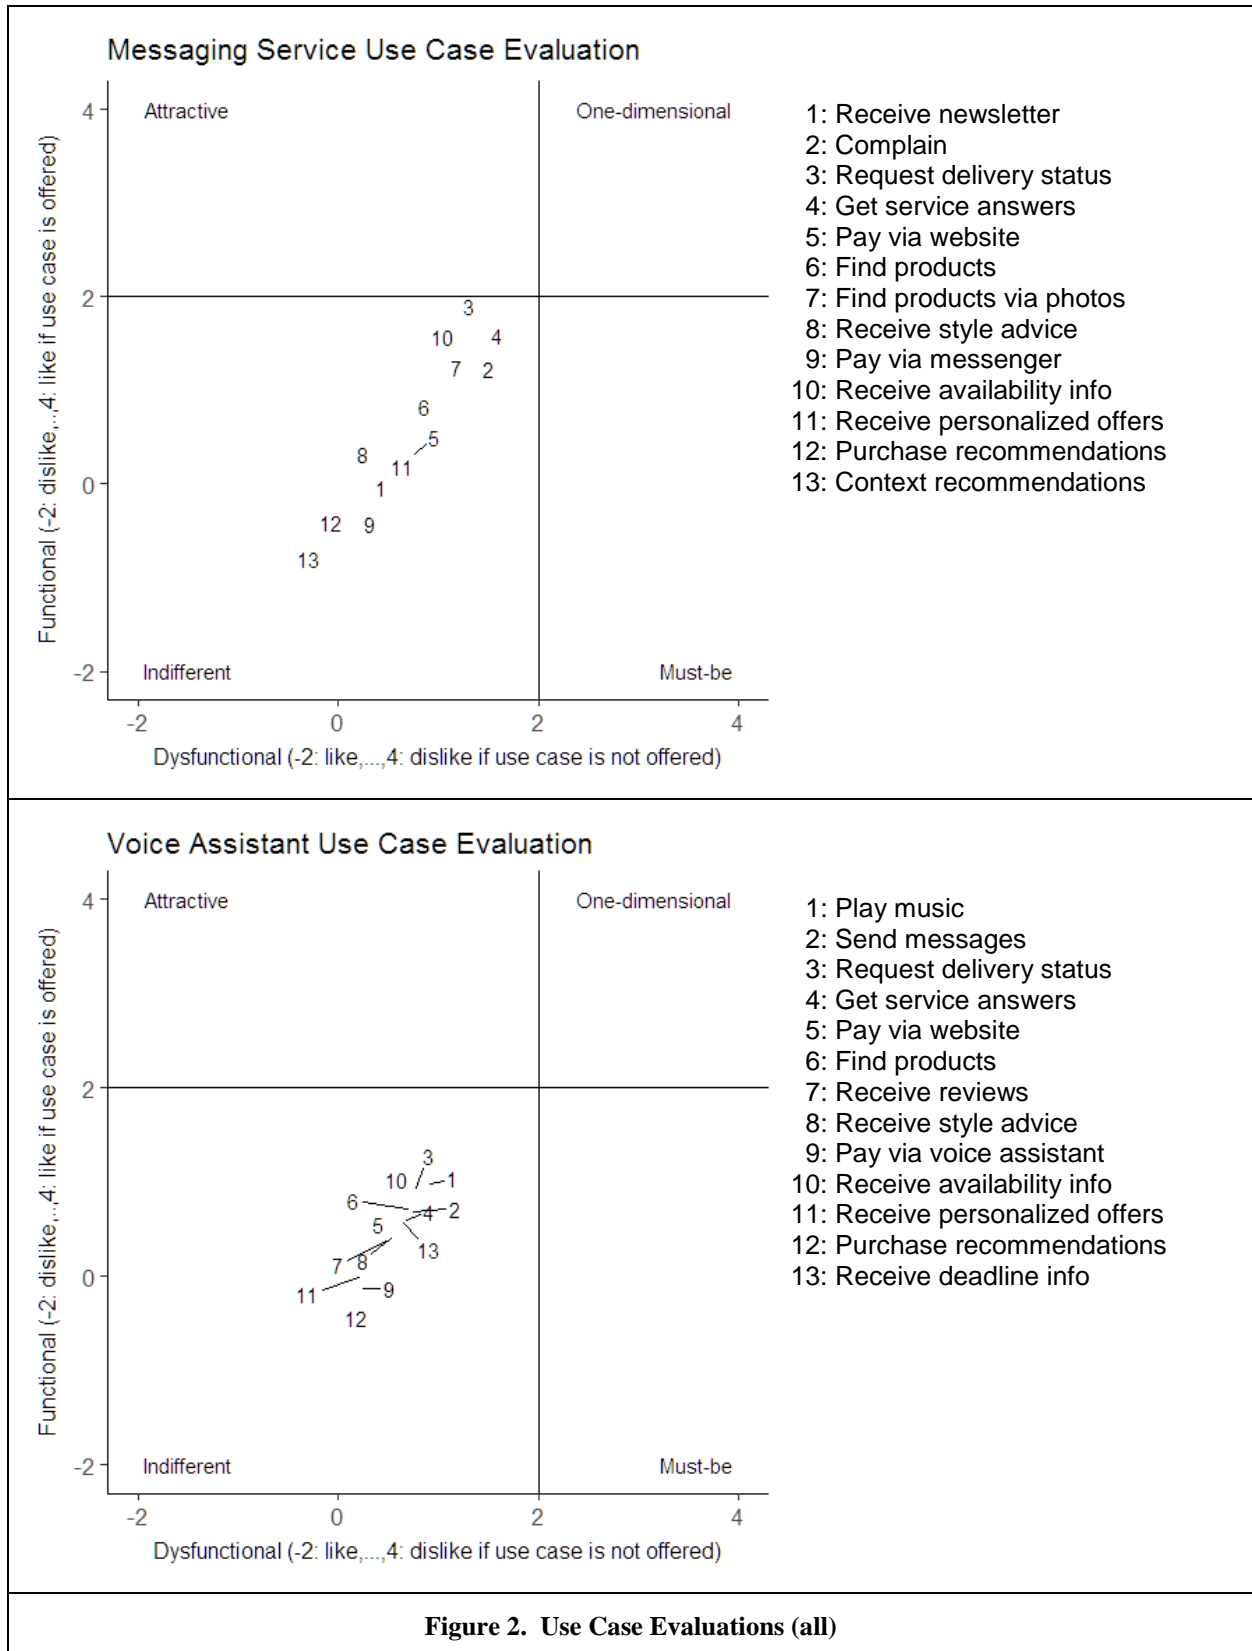 Messaging Service Use Case Evaluation
Functional (-2: dislike,..,4: like if use case is offered)
4
Attractive
One-dimensional
2
3
10
4
7
2
6
5
8
11
0
1
12
9
13
-2
Indifferent
Must-be
-2
0
2
4
Dysfunctional (-2: like,...,4: dislike if use case is not offered)
1: Receive newsletter
2: Complain
3: Request delivery status
4: Get service answers
5: Pay via website
6: Find products
7: Find products via photos
8: Receive style advice
9: Pay via messenger
10: Receive availability info
11: Receive personalized offers
12: Purchase recommendations
13: Context recommendations
Voice Assistant Use Case Evaluation
Functional (-2: dislike,..,4: like if use case is offered)
4
Attractive
One-dimensional
2
3
10
1
6
4
2
5
13
7
8
0
11
9
12
-2
Indifferent
Must-be
-2
0
2
4
Dysfunctional (-2: like,...,4: dislike if use case is not offered)
1: Play music
2: Send messages
3: Request delivery status
4: Get service answers
5: Pay via website
6: Find products
7: Receive reviews
8: Receive style advice
9: Pay via voice assistant
10: Receive availability info
11: Receive personalized offers
12: Purchase recommendations
13: Receive deadline info
Figure 2. Use Case Evaluations (all)